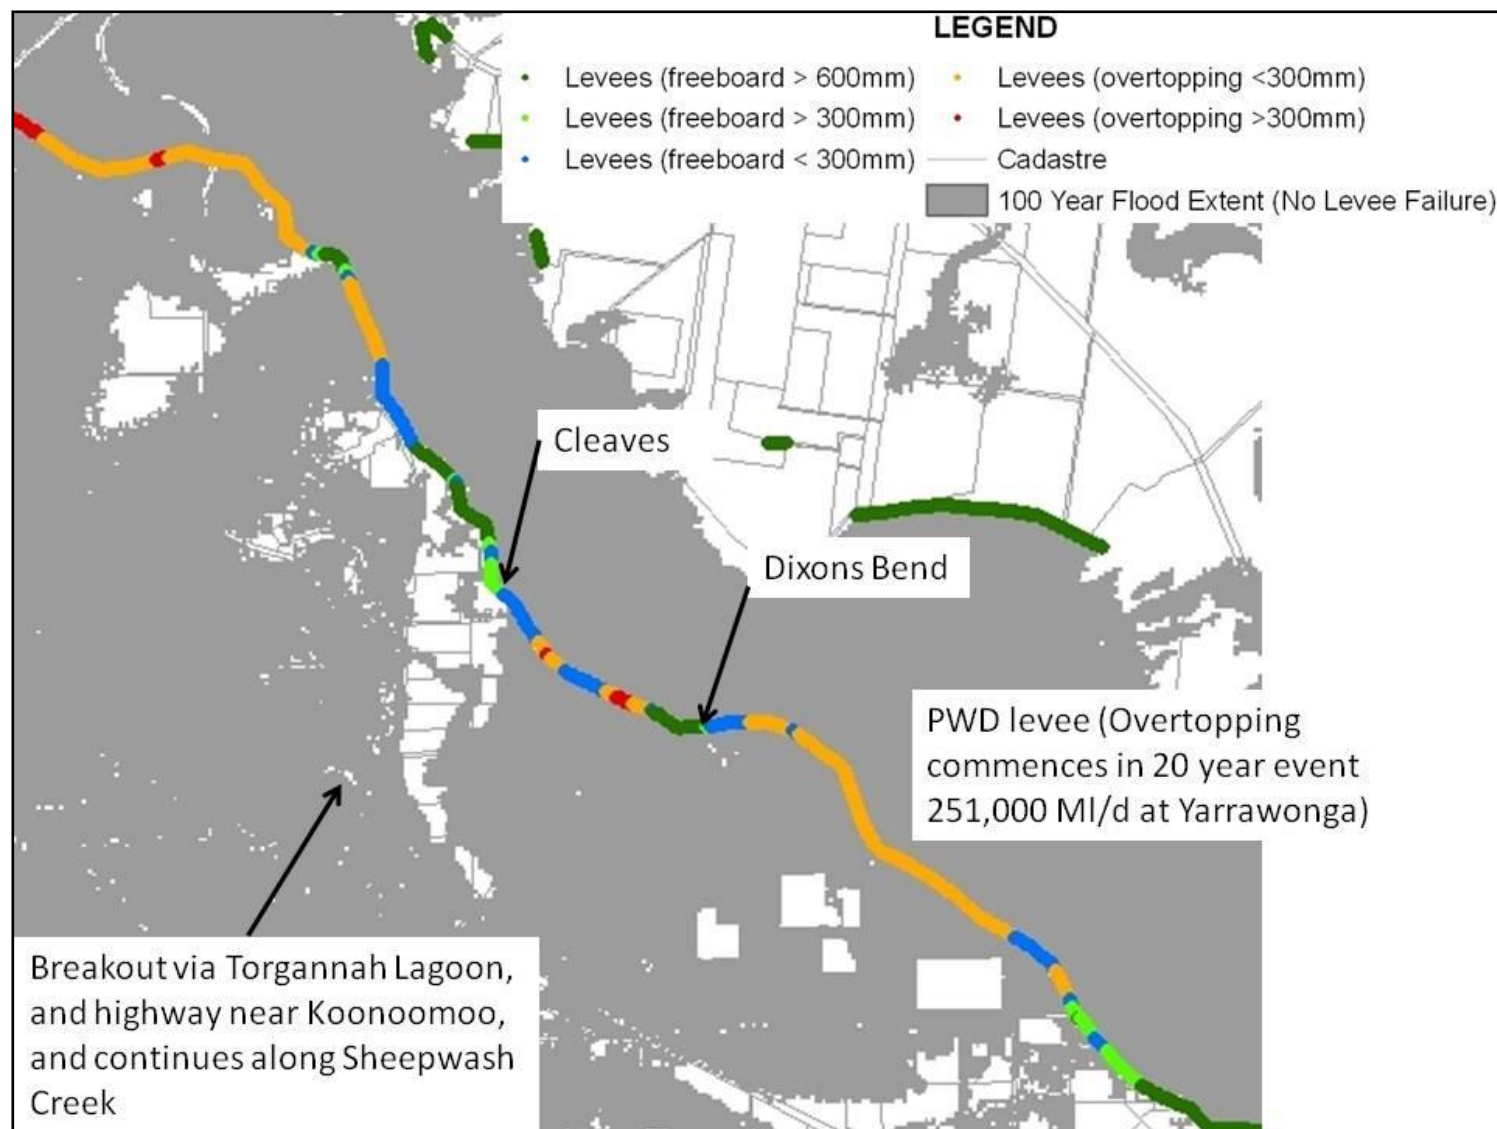 LEGEND
Levees (freeboard > 600mm)
Levees (overtopping <300mm)
Levees (freeboard > 300mm)
Levees (overtopping >300mm)
Levees (freeboard < 300mm)
Cadastre
100 Year Flood Extent (No Levee Failure)
Cleaves
Dixons Bend
PWD levee (Overtopping
commences in 20 year event
251,000 Ml/d at Yarrawonga)
Breakout via Torgannah Lagoon,
and highway near Koonoomoo,
and continues along Sheepwash
Creek